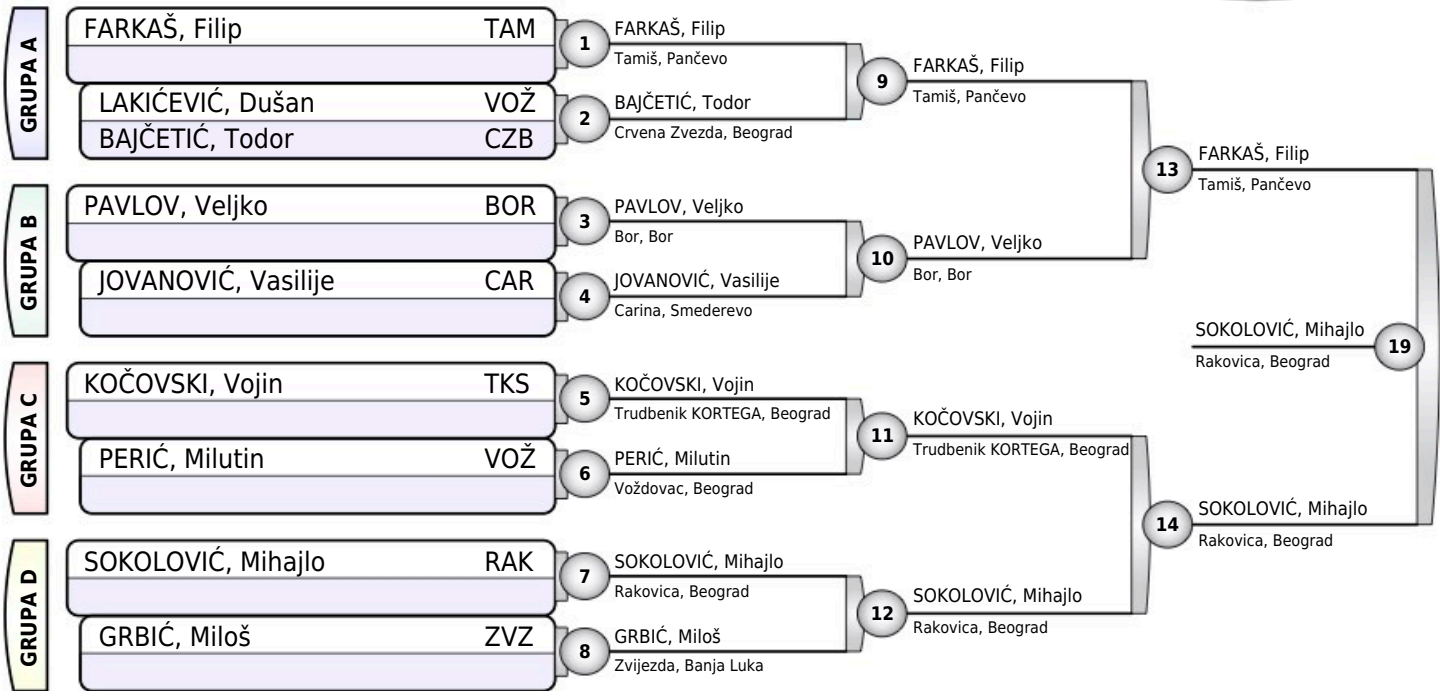 GRUPA A
FARKAŠ, Filip TAM
LAKIĆEVIĆ, Dušan VOŽ
BAJČETIĆ, Todor CZB
GRUPA B
PAVLOV, Veljko BOR
JOVANOVIĆ, Vasilije CAR
GRUPA C
KOČOVSKI, Vojin TKS
PERIĆ, Milutin VOŽ
GRUPA D
SOKOLOVIĆ, Mihajlo RAK
GRBIĆ, Miloš ZVZ
1
FARKAŠ, Filip
Tamiš, Pančevo
2
BAJČETIĆ, Todor
Crvena Zvezda, Beograd
3
PAVLOV, Veljko
Bor, Bor
4
JOVANOVIĆ, Vasilije
Carina, Smederevo
5
KOČOVSKI, Vojin
Trudbenik KORTEGA, Beograd
6
PERIĆ, Milutin
Voždovac, Beograd
7
SOKOLOVIĆ, Mihajlo
Rakovica, Beograd
8
GRBIĆ, Miloš
Zvijezda, Banja Luka
9
FARKAŠ, Filip
Tamiš, Pančevo
10
PAVLOV, Veljko
Bor, Bor
11
KOČOVSKI, Vojin
Trudbenik KORTEGA, Beograd
12
SOKOLOVIĆ, Mihajlo
Rakovica, Beograd
13
FARKAŠ, Filip
Tamiš, Pančevo
14
SOKOLOVIĆ, Mihajlo
Rakovica, Beograd
SOKOLOVIĆ, Mihajlo
Rakovica, Beograd
19